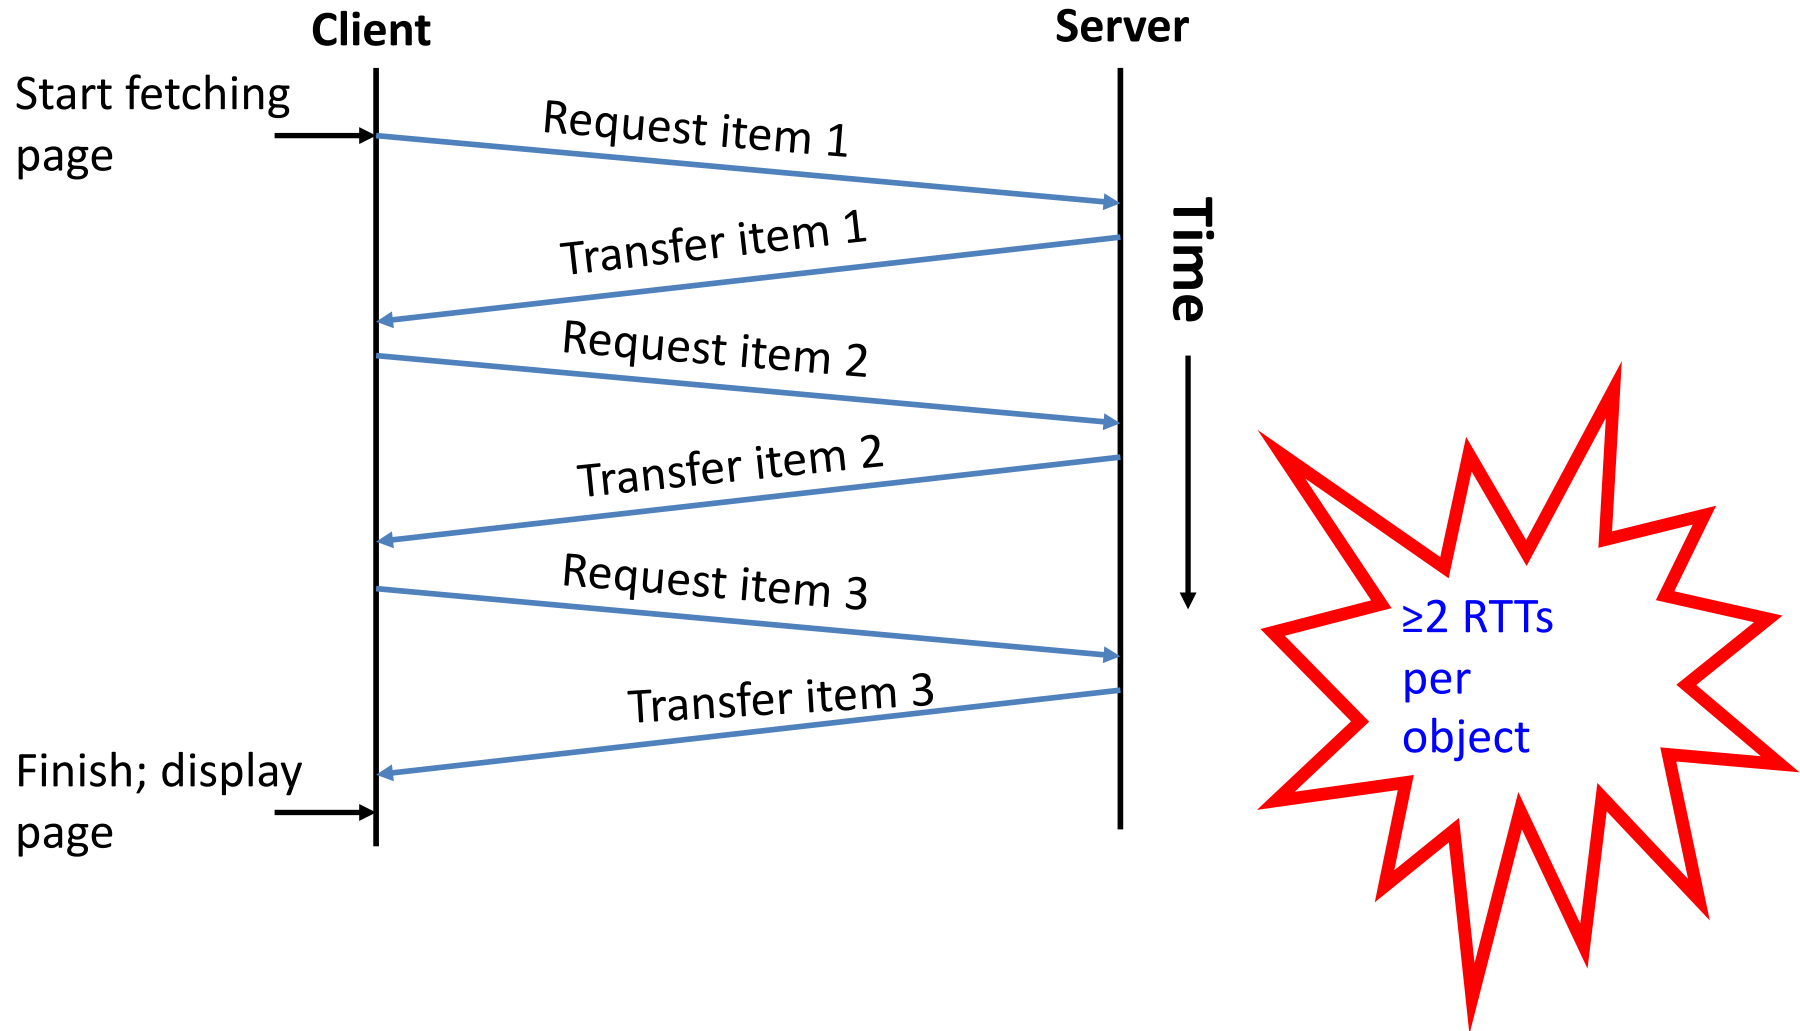 Client
Server
Start fetching
page
Request item 1
Transfer item 1
Time
Request item 2
Transfer item 2
Request item 3
Transfer item 3
≥2 RTTs
per
object
Finish; display
page